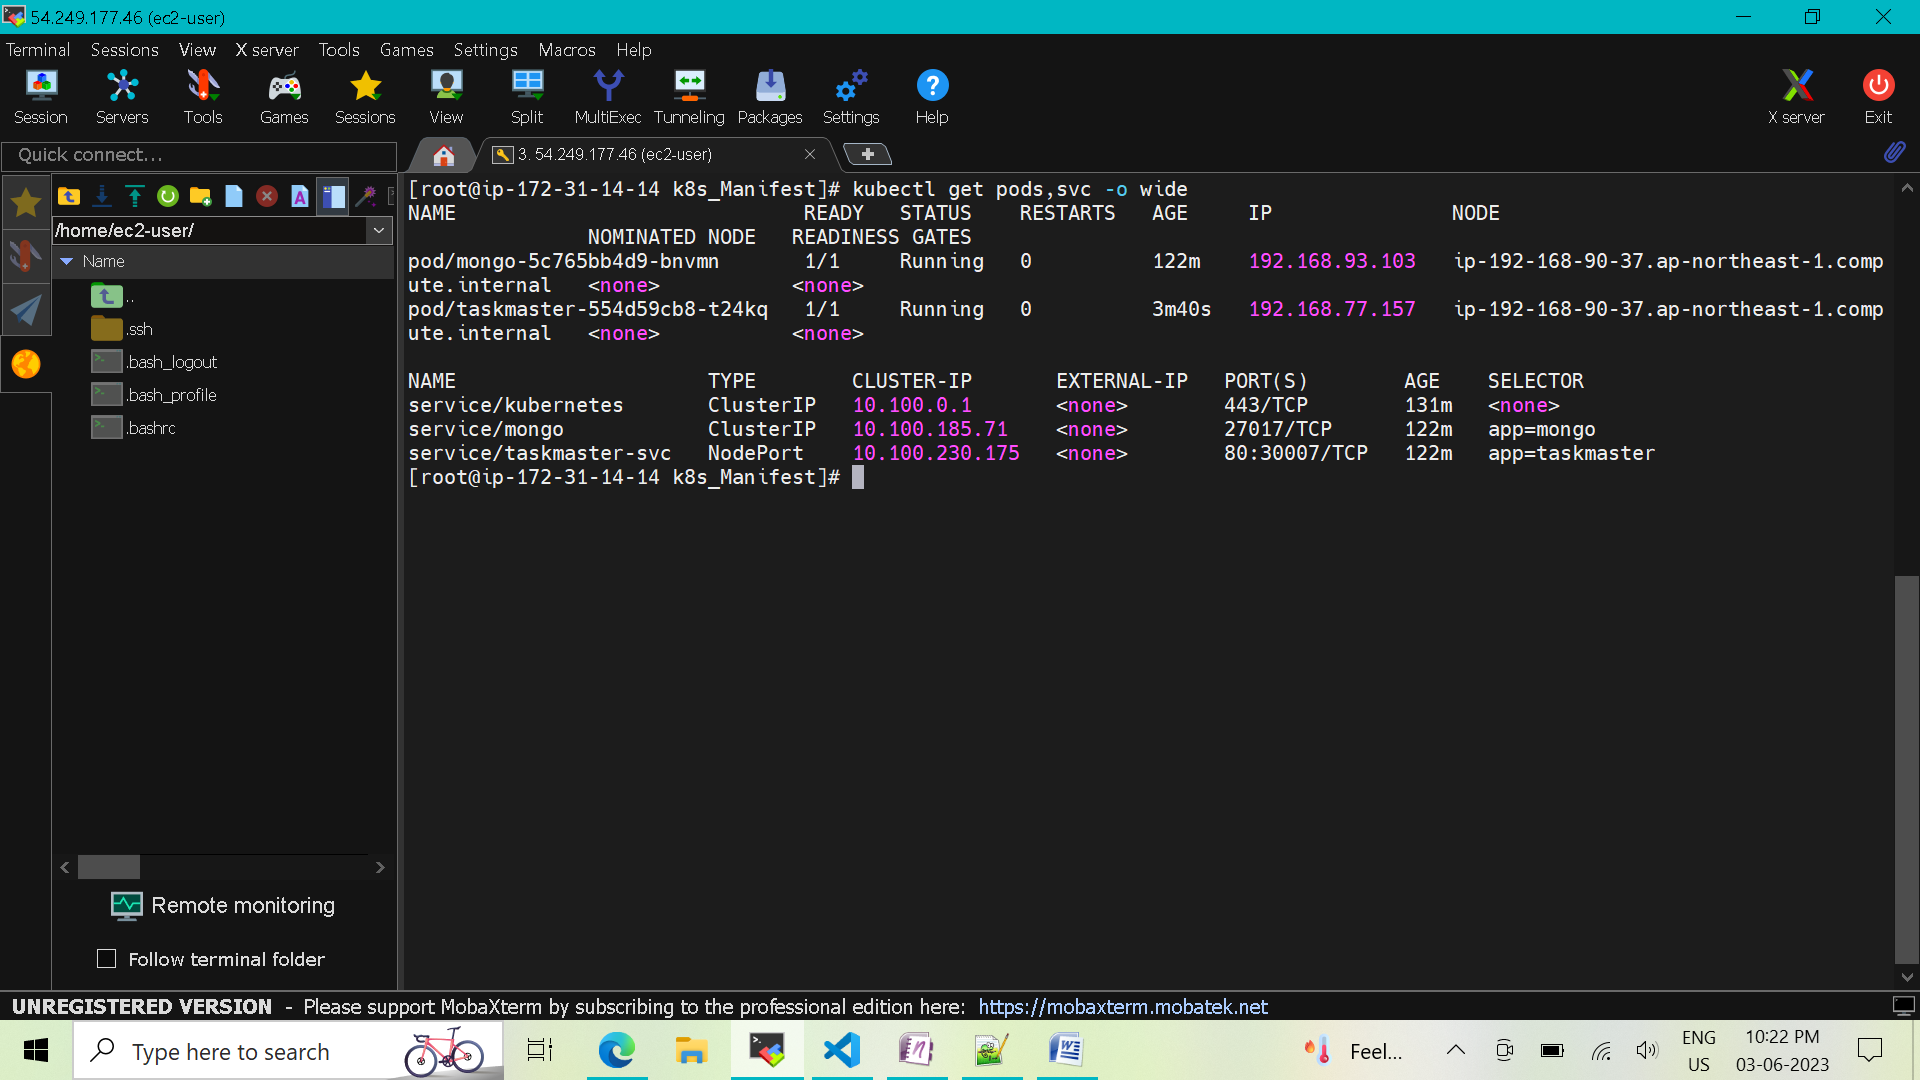 54.249.177.46 (ec2-user)
Terminal Sessions View X server Tools Games Settings Macros Help
Session Servers Tools Games Sessions View Split MultiExec Tunneling Packages Settings Help X server Exit
Quick connect...
3. 54.249.177.46 (ec2-user)
/home/ec2-user/
Name
..
.ssh
.bash_logout
.bash_profile
.bashrc
Remote monitoring
Follow terminal folder
[root@ip-172-31-14-14 k8s_Manifest]# kubectl get pods,svc -o wide
NAME READY STATUS RESTARTS AGE IP NODE
NOMINATED NODE READINESS GATES
pod/mongo-5c765bb4d9-bnvmn 1/1 Running 0 122m 192.168.93.103 ip-192-168-90-37.ap-northeast-1.comp
ute.internal <none> <none>
pod/taskmaster-554d59cb8-t24kq 1/1 Running 0 3m40s 192.168.77.157 ip-192-168-90-37.ap-northeast-1.comp
ute.internal <none> <none>
NAME TYPE CLUSTER-IP EXTERNAL-IP PORT(S) AGE SELECTOR
service/kubernetes ClusterIP 10.100.0.1 <none> 443/TCP 131m <none>
service/mongo ClusterIP 10.100.185.71 <none> 27017/TCP 122m app=mongo
service/taskmaster-svc NodePort 10.100.230.175 <none> 80:30007/TCP 122m app=taskmaster
[root@ip-172-31-14-14 k8s_Manifest]#
UNREGISTERED VERSION - Please support MobaXterm by subscribing to the professional edition here: https://mobaxterm.mobatek.net
Type here to search
Feel...
ENG
US
10:22 PM
03-06-2023